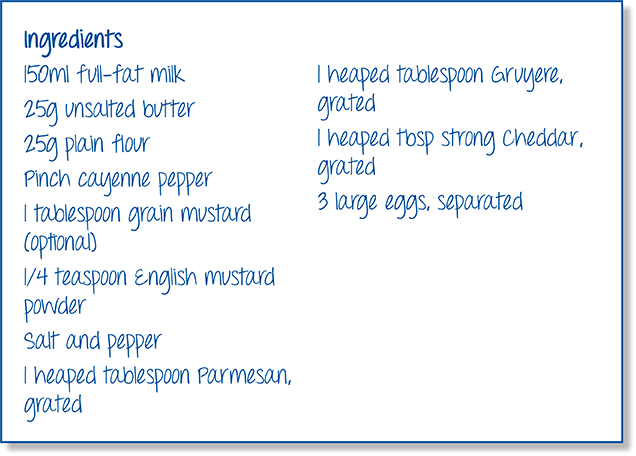 Ingredients
150ml full-fat milk
25g unsalted butter
25g plain flour
Pinch cayenne pepper
1 tablespoon grain mustard
(optional)
1/4 teaspoon English mustard
powder
Salt and pepper
1 heaped tablespoon Parmesan,
grated
1 heaped tablespoon Gruyere,
grated
1 heaped tbsp strong Cheddar,
grated
3 large eggs, separated